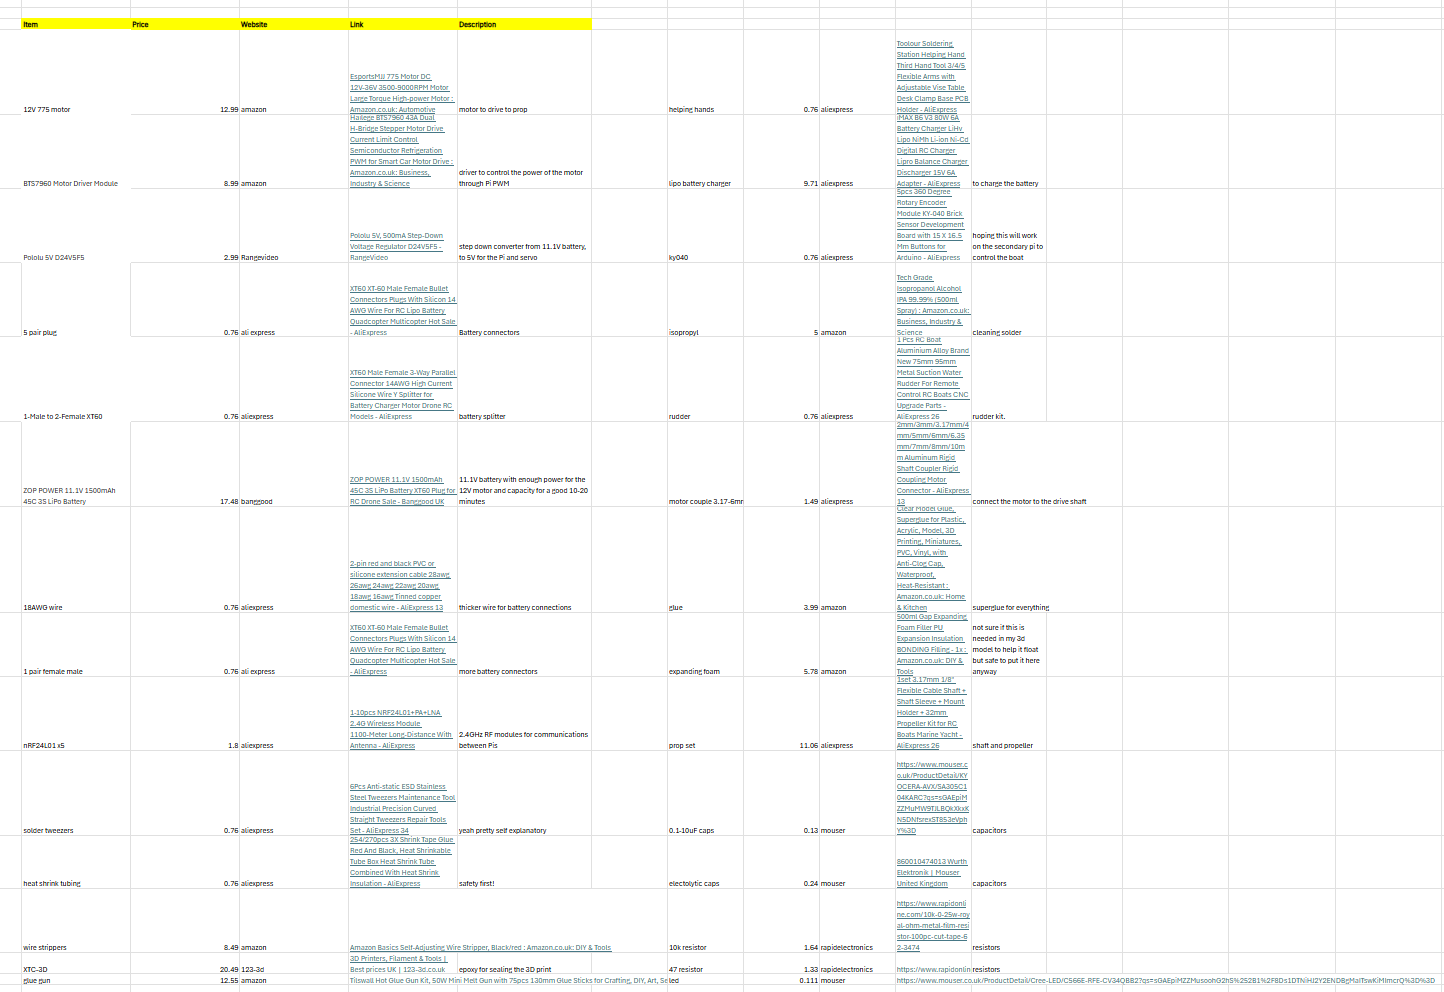 Item Price Website Link Description
Toolour Soldering
Station Helping Hand
Third Hand Tool 3/4/5
EsportsMJJ 775 Motor DC Flexible Arms with
12V-36V 3500-9000RPM Motor Adjustable Vise Table
Large Torque High-power Motor : Desk Clamp Base PCB
12V 775 motor 12.99 amazon Amazon.co.uk: Automotive motor to drive to prop helping hands 0.76 aliexpress Holder - AliExpress
Hailege BTS7960 43A Dual iMAX B6 V3 80W 6A
H-Bridge Stepper Motor Drive Battery Charger LiHv
Current Limit Control Lipo NiMh Li-ion Ni-Cd
Semiconductor Refrigeration Digital RC Charger
PWM for Smart Car Motor Drive : Lipro Balance Charger
Amazon.co.uk: Business, driver to control the power of the motor Discharger 15V 6A
BTS7960 Motor Driver Module 8.99 amazon Industry & Science through Pi PWM lipo battery charger 9.71 aliexpress Adapter - AliExpress to charge the battery
5pcs 360 Degree
Rotary Encoder
Module KY-040 Brick
Sensor Development
Pololu 5V, 500mA Step-Down Board with 15 X 16.5 hoping this will work
Voltage Regulator D24V5F5 - step down converter from 11.1V battery, Mm Buttons for on the secondary pi to
Pololu 5V D24V5F5 2.99 Rangevideo RangeVideo to 5V for the Pi and servo ky040 0.76 aliexpress Arduino - AliExpress control the boat
Tech Grade
XT60 XT-60 Male Female Bullet Isopropanol Alcohol
Connectors Plugs With Silicon 14 IPA 99.99% (500ml
AWG Wire For RC Lipo Battery Spray) : Amazon.co.uk:
Quadcopter Multicopter Hot Sale Business, Industry &
5 pair plug 0.76 ali express - AliExpress Battery connectors isopropyl 5 amazon Science cleaning solder
1 Pcs RC Boat
Aluminium Alloy Brand
New 75mm 95mm
XT60 Male Female 3-Way Parallel Metal Suction Water
Connector 14AWG High Current Rudder For Remote
Silicone Wire Y Splitter for Control RC Boats CNC
Battery Charger Motor Drone RC Upgrade Parts -
1-Male to 2-Female XT60 0.76 aliexpress Models - AliExpress battery splitter rudder 0.76 aliexpress AliExpress 26 rudder kit.
2mm/3mm/3.17mm/4
mm/5mm/6mm/6.35
mm/7mm/8mm/10m
m Aluminum Rigid
Shaft Coupler Rigid
ZOP POWER 11.1V 1500mAh 11.1V battery with enough power for the Coupling Motor
ZOP POWER 11.1V 1500mAh 45C 3S LiPo Battery XT60 Plug for 12V motor and capacity for a good 10-20 Connector - AliExpress
45C 3S LiPo Battery 17.48 banggood RC Drone Sale - Banggood UK minutes motor couple 3.17-6mr 1.49 aliexpress 13 connect the motor to the drive shaft
Clear Model Glue,
Superglue for Plastic,
Acrylic, Model, 3D
Printing, Miniatures,
PVC, Vinyl, with
2-pin red and black PVC or Anti-Clog Cap,
silicone extension cable 28awg Waterproof,
26awg 24awg 22awg 20awg Heat-Resistant :
18awg 16awg Tinned copper Amazon.co.uk: Home
18AWG wire 0.76 aliexpress domestic wire - AliExpress 13 thicker wire for battery connections glue 3.99 amazon & Kitchen superglue for everything
500ml Gap Expanding
XT60 XT-60 Male Female Bullet Foam Filler PU not sure if this is
Connectors Plugs With Silicon 14 Expansion Insulation needed in my 3d
AWG Wire For RC Lipo Battery BONDING Filling - 1x : model to help it float
Quadcopter Multicopter Hot Sale Amazon.co.uk: DIY & but safe to put it here
1 pair female male 0.76 ali express - AliExpress more battery connectors expanding foam 5.78 amazon Tools anyway
1set 3.17mm 1/8"
Flexible Cable Shaft +
Shaft Sleeve + Mount
1-10pcs NRF24L01+PA+LNA Holder + 32mm
2.4G Wireless Module Propeller Kit for RC
1100-Meter Long-Distance With 2.4GHz RF modules for communications Boats Marine Yacht -
nRF24L01 x5 1.8 aliexpress Antenna - AliExpress between Pis prop set 11.06 aliexpress AliExpress 26 shaft and propeller
https://www.mouser.c
o.uk/ProductDetail/KY
6Pcs Anti-static ESD Stainless OCERA-AVX/SA305C1
Steel Tweezers Maintenance Tool 04KARC?qs=sGAEpiM
Industrial Precision Curved ZZMuMW9TJLBQkXkxK
Straight Tweezers Repair Tools N5DNfsrexST853eVph
solder tweezers 0.76 aliexpress Set - AliExpress 34 yeah pretty self explanatory 0,1-10uF caps 0.13 mouser Y%3D capacitors
254/270pcs 3X Shrink Tape Glue
Red And Black, Heat Shrinkable
Tube Box Heat Shrink Tube 860010474013 Wurth
Combined With Heat Shrink Elektronik | Mouser
heat shrink tubing 0.76 aliexpress Insulation - AliExpress safety first! electolytic caps 0.24 mouser United Kingdom capacitors
https://www.rapidonli
ne.com/10k-0-25w-roy
al-ohm-metal-film-resi
stor-100pc-cut-tape-6
wire strippers 8.49 amazon Amazon Basics Self-Adjusting Wire Stripper, Black/red : Amazon.co.uk: DIY & Tools 10k resistor 1.64 rapidelectronics 2-3474 resistors
3D Printers, Filament & Tools |
XTC-3D 20.49 123-3d Best prices UK | 123-3d.co.uk epoxy for sealing the 3D print 47 resistor 1.33 rapidelectronics https://www.rapidonlin resistors
glue gun 12.55 amazon Tiiswall Hot Glue Gun Kit, 50W Mini Melt Gun with 75pcs 130mm Glue Sticks for Crafting, DIY, Art, Se led 0.111 mouser https://www.mouser.co.uk/ProductDetail/Cree-LED/C566E-RFE-CV34QBB2?qs=sGAEpiMZZMusoohG2hS%252B1%2F8Ds1DTNiHJ2Y2ENDBgMalTswKiMImcrQ%3D%3D